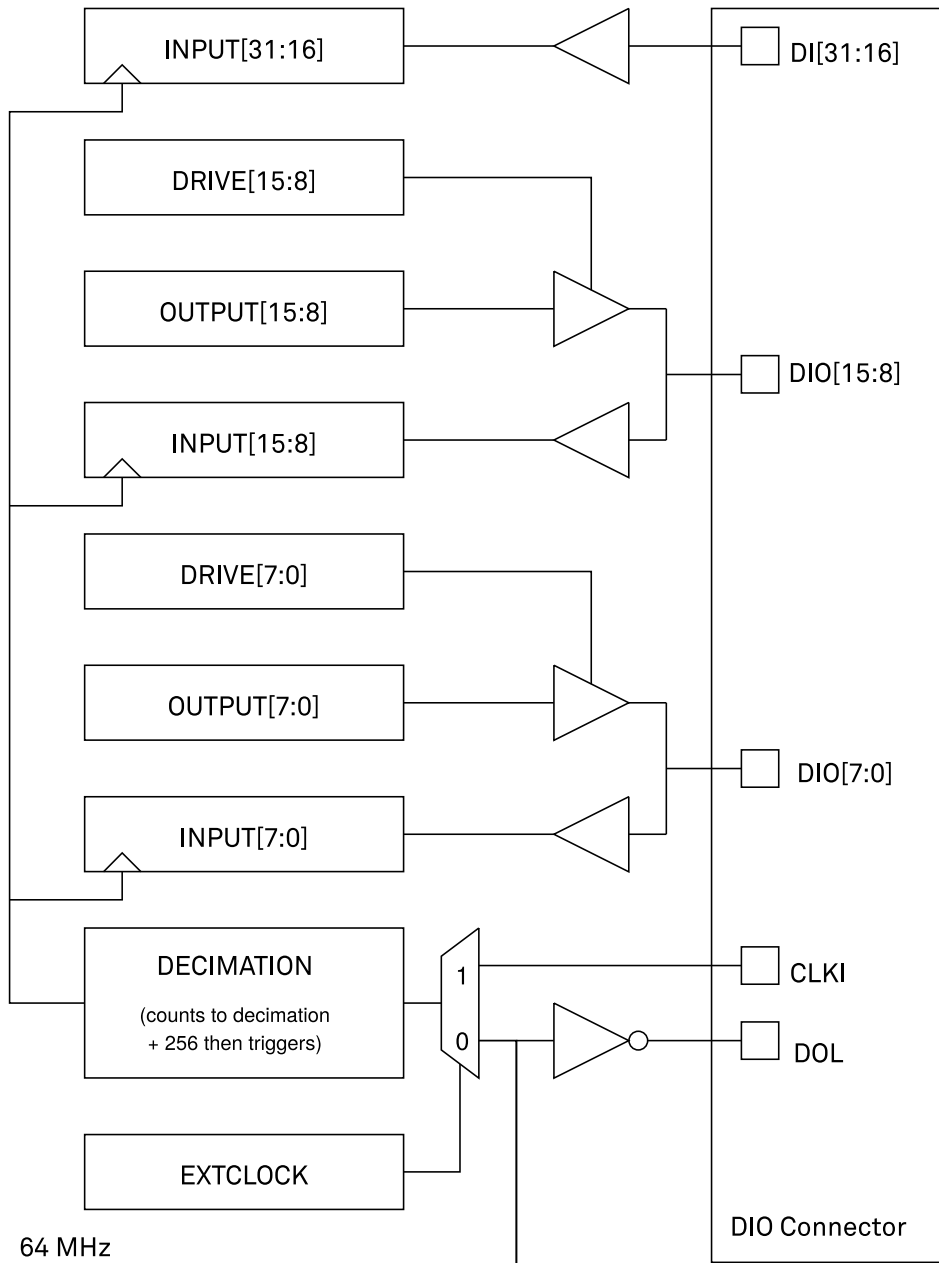 INPUT[31:16]
DI[31:16]
DRIVE[15:8]
OUTPUT[15:8]
DIO[15:8]
INPUT[15:8]
DRIVE[7:0]
OUTPUT[7:0]
DIO[7:0]
INPUT[7:0]
DECIMATION
(counts to decimation
+ 256 then triggers)
1
0
CLKI
DOL
EXTCLOCK
DIO Connector
64 MHz